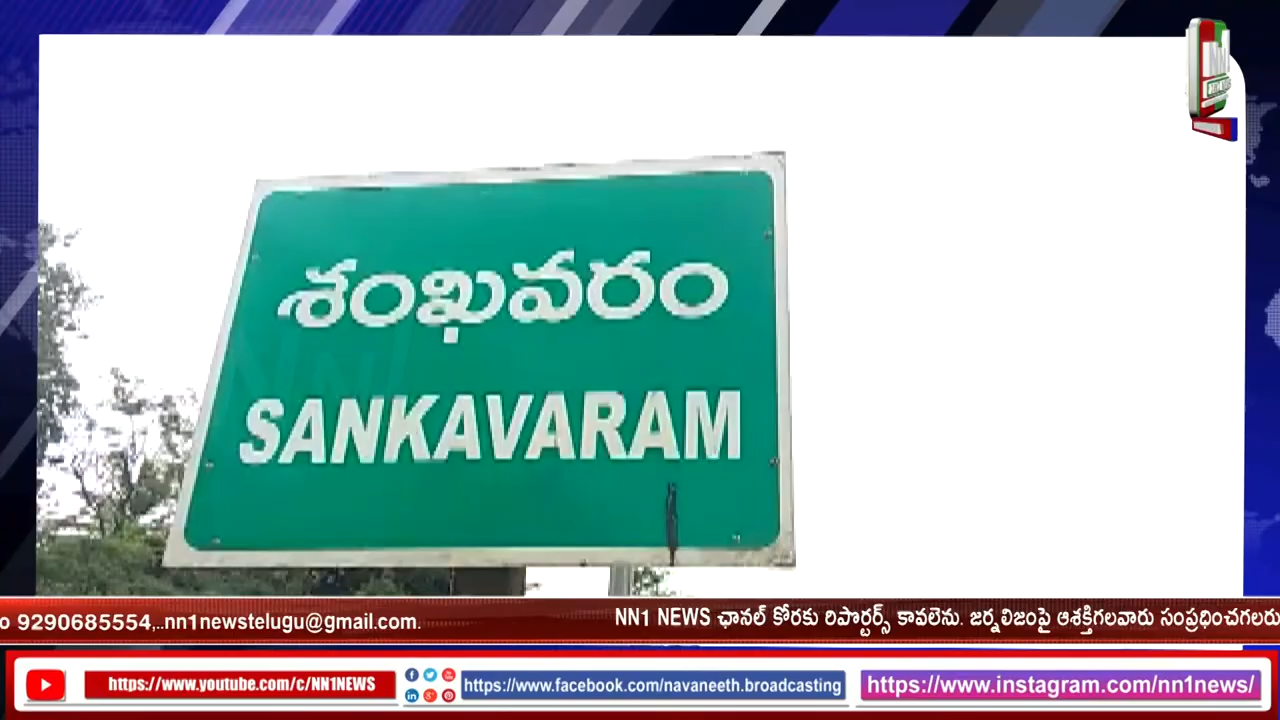 శంఖవరం
SANKAVARAM
9290685554,..nn1newstelugu@gmail.com.
NN1 NEWS ఛానల్ కోరకు రిపొర్టర్స్ కావలెను. జర్నలిజంపై ఆశక్తిగలవారు సంప్రధించగలరు
https://www.youtube.com/c/NN1NEWS
https://www.facebook.com/navaneeth.broadcasting
https://www.instagram.com/nn1news/